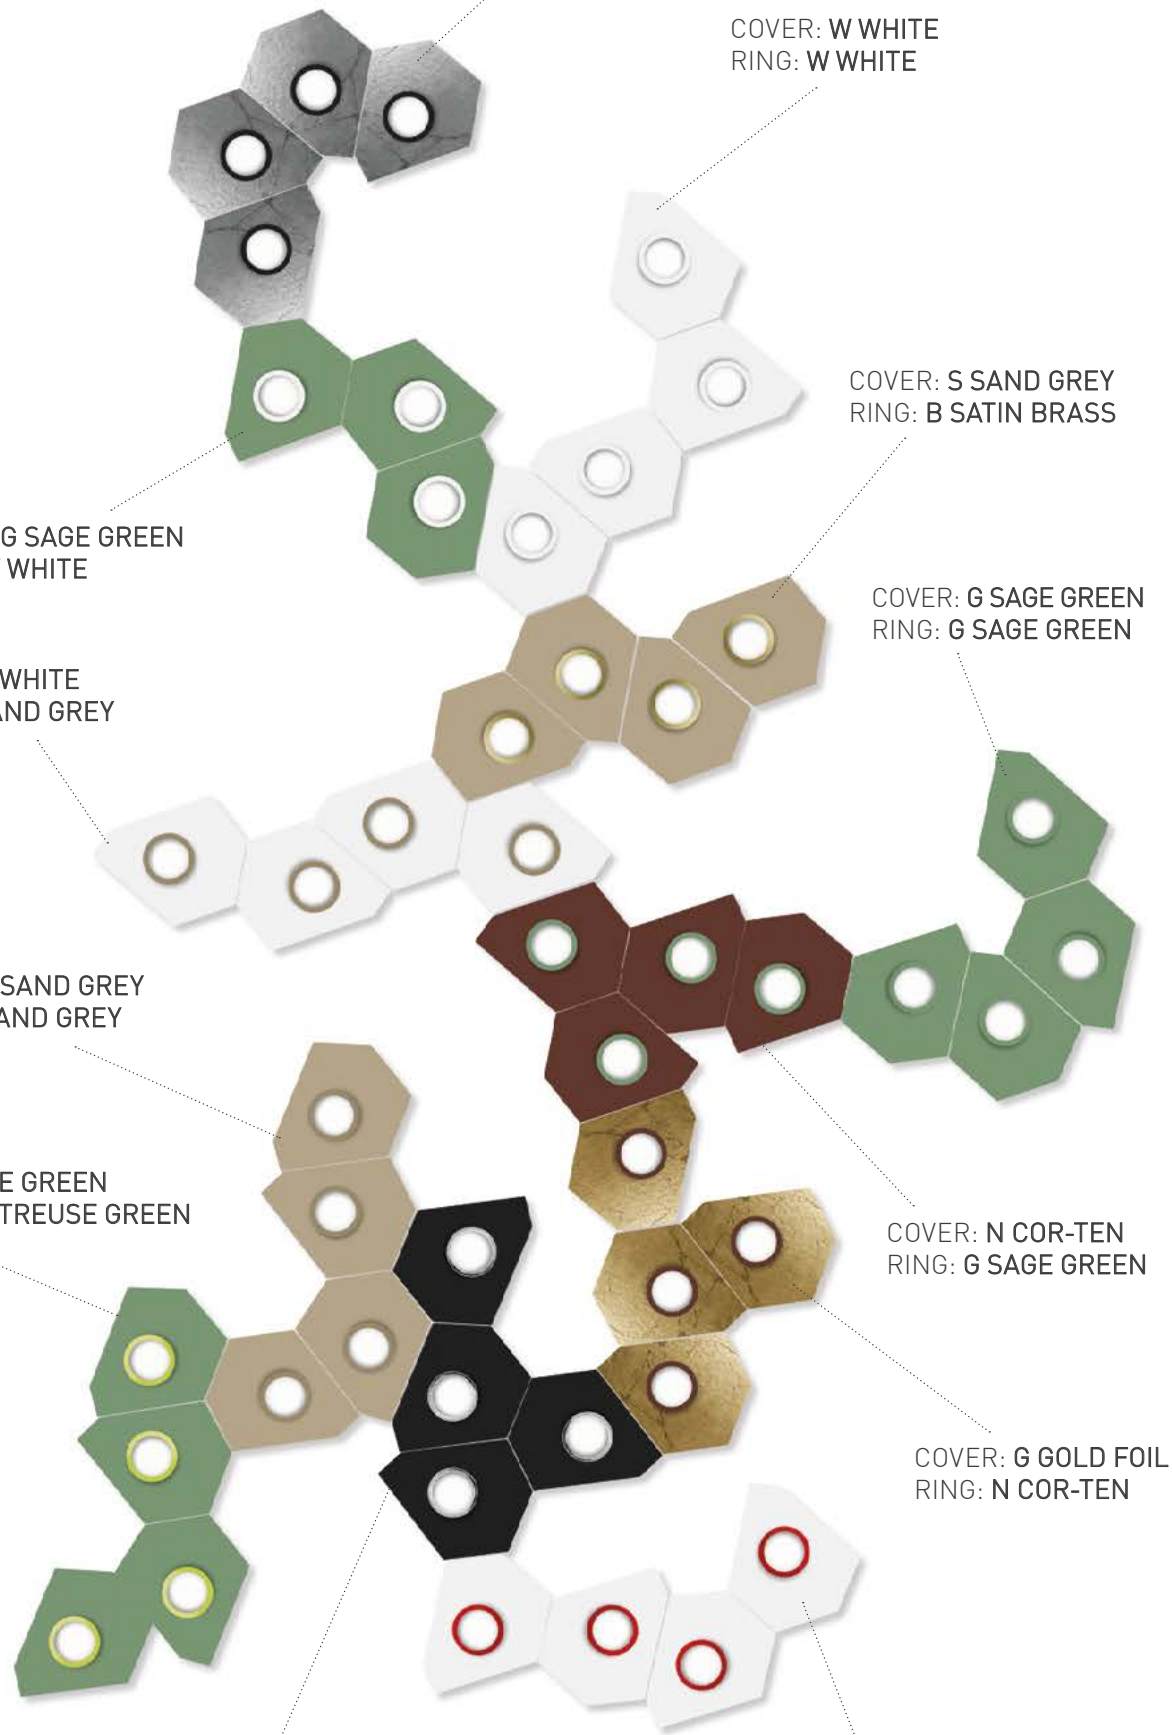 COVER: W WHITE
RING: W WHITE
COVER: S SAND GREY
RING: B SATIN BRASS
G SAGE GREEN
WHITE
COVER: G SAGE GREEN
RING: G SAGE GREEN
WHITE
AND GREY
SAND GREY
AND GREY
E GREEN
TREUSE GREEN
COVER: N COR-TEN
RING: G SAGE GREEN
COVER: G GOLD FOIL
RING: N COR-TEN